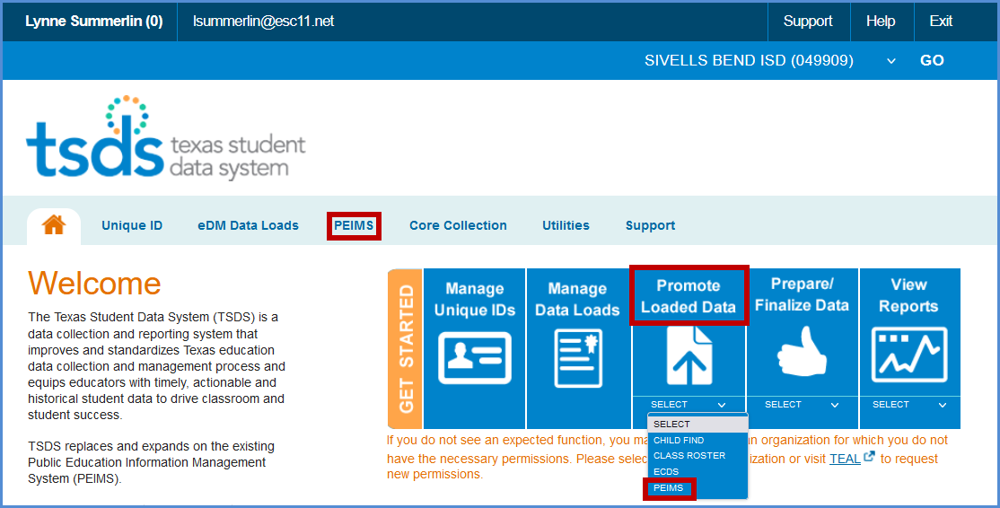 Lynne Summerlin (0)
lsummerlin@esc11.net
Support
Help
Exit
SIVELLS BEND ISD (049909)
GO
tsds texas student
data system
Unique ID
eDM Data Loads
PEIMS
Core Collection
Utilities
Support
Welcome
The Texas Student Data System (TSDS) is a
data collection and reporting system that
improves and standardizes Texas education
data collection and management process and
equips educators with timely, actionable and
historical student data to drive classroom and
student success.
TSDS replaces and expands on the existing
Public Education Information Management
System (PEIMS).
GET STARTED
Manage
Unique IDs
Manage
Data Loads
Promote
Loaded Data
SELECT
SELECT
CHILD FIND
CLASS ROSTER
ECDS
PEIMS
Prepare/
Finalize Data
SELECT
View
Reports
SELECT
If you do not see an expected function, you ma an organization for which you do not
have the necessary permissions. Please selec ization or visit TEAL to request
new permissions.